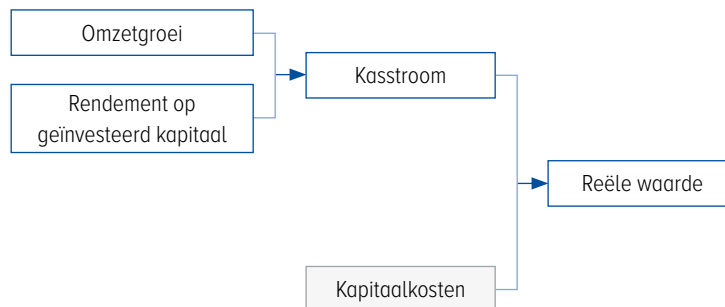 Omzetgroei
Rendement op
geïnvesteerd kapitaal
Kasstroom
Reële waarde
Kapitaalkosten